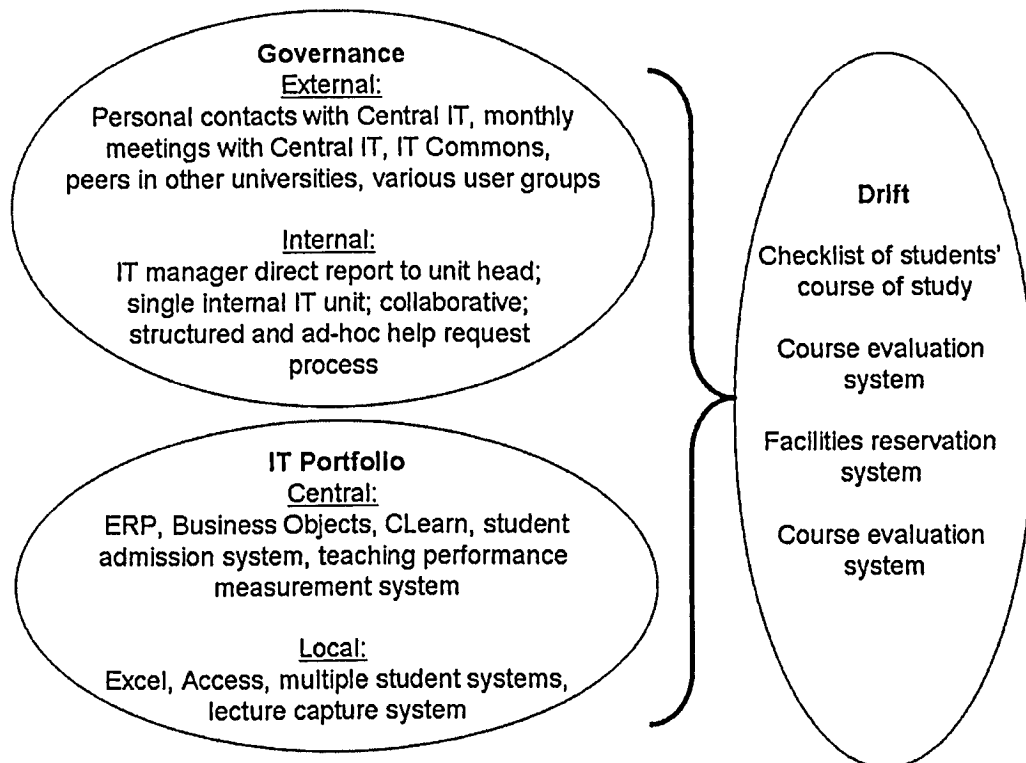 Governance
External:
Personal contacts with Central IT, monthly
meetings with Central IT, IT Commons,
peers in other universities, various user groups
Internal:
IT manager direct report to unit head;
single internal IT unit; collaborative;
structured and ad-hoc help request
process
IT Portfolio
Central:
ERP, Business Objects, CLearn, student
admission system, teaching performance
measurement system
Local:
Excel, Access, multiple student systems,
lecture capture system
Drift
Checklist of students'
course of study
Course evaluation
system
Facilities reservation
system
Course evaluation
system